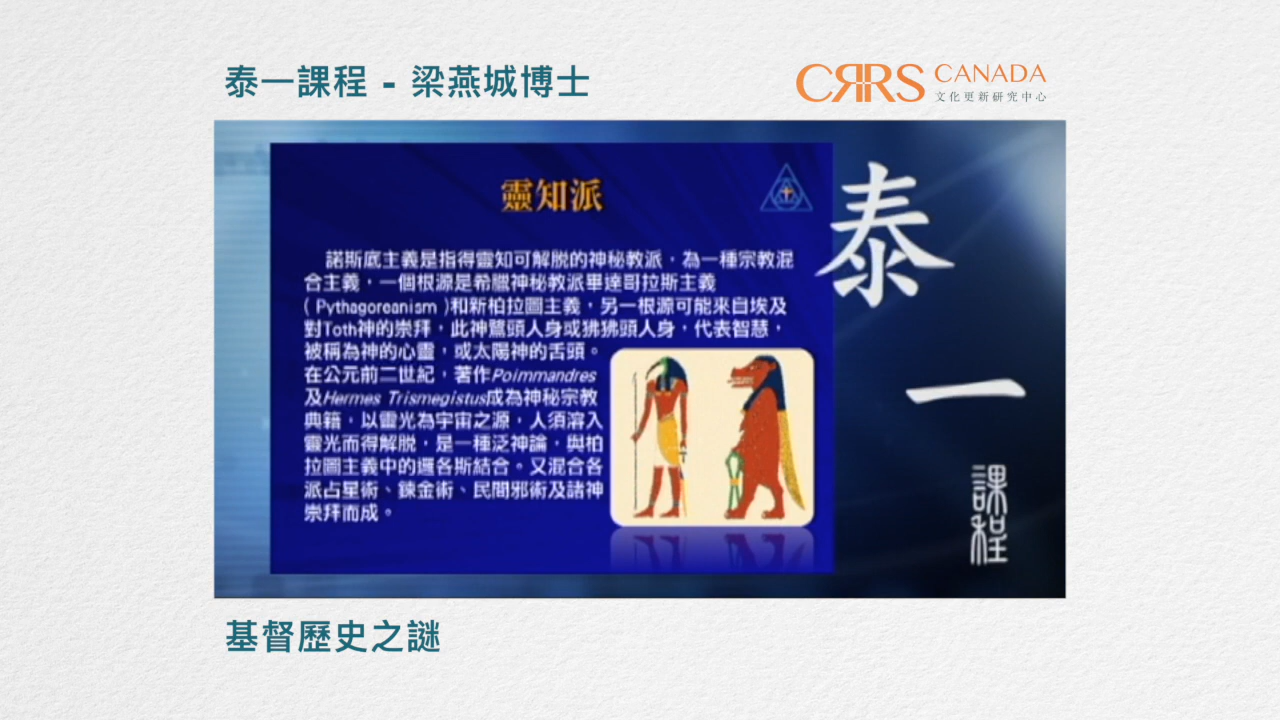 泰一課程 - 梁燕城博士
CRRS CANADA
文化更新研究中心
靈知派
諾斯底主義是指得靈知可解脫的神秘教派，為一種宗教混
合主義，一個根源是希臘神秘教派畢達哥拉斯主義
( Pythagoreanism )和新柏拉圖主義，另一根源可能來自埃及
對Toth神的崇拜，此神鷺頭人身或狒狒頭人身，代表智慧，
被稱為神的心靈，或太陽神的舌頭。
在公元前二世紀，著作Poimmandres
及Hermes Trismegistus成為神秘宗教
典籍，以靈光為宇宙之源，人須溶入
靈光而得解脫，是一種泛神論，與柏
拉圖主義中的邏各斯結合。又混合各
派占星術、鍊金術、民間邪術及諸神
崇拜而成。
泰
一
課程
基督歷史之謎